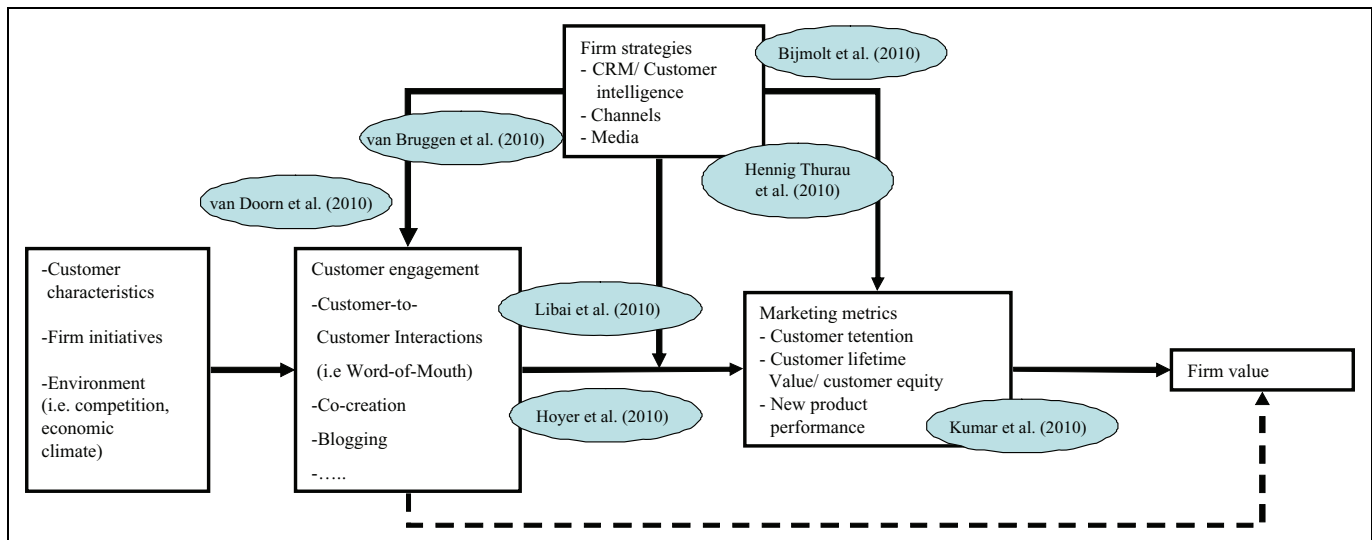 Firm strategies
- CRM/ Customer
intelligence
- Channels
- Media
Bijmolt et al. (2010)
van Bruggen et al. (2010)
Hennig Thurau
et al. (2010)
van Doorn et al. (2010)
-Customer
characteristics
-Firm initiatives
-Environment
(i.e. competition,
economic
climate)
Customer engagement
-Customer-to-
Customer Interactions
(i.e Word-of-Mouth)
-Co-creation
-Blogging
-…..
Libai et al. (2010)
Hoyer et al. (2010)
Marketing metrics
- Customer tetention
- Customer lifetime
Value/ customer equity
- New product
performance
Kumar et al. (2010)
Firm value